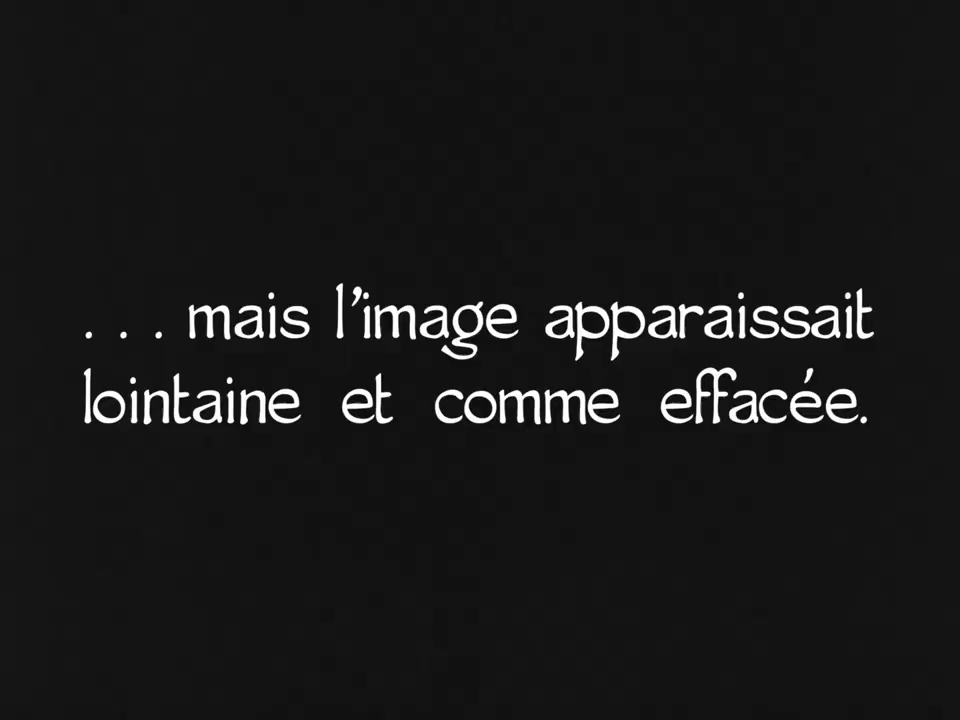 . . . mais l'image apparaissait
lointaine et comme effacée.